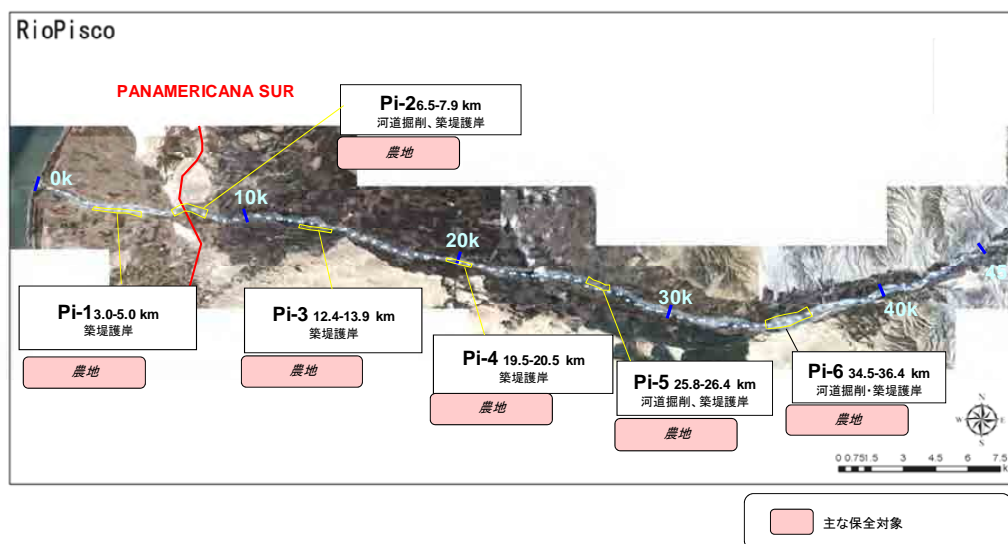 RioPisco
PANAMERICANA SUR
Pi-2 6.5-7.9 km
河道掘削、築堤護岸
農地
0k
10k
20k
30k
40k
Pi-1 3.0-5.0 km
築堤護岸
農地
Pi-3 12.4-13.9 km
築堤護岸
農地
Pi-4 19.5-20.5 km
築堤護岸
農地
Pi-5 25.8-26.4 km
河道掘削、築堤護岸
農地
Pi-6 34.5-36.4 km
河道掘削・築堤護岸
農地
N
W E
S
0 0.75 1.5 3 4.5 6 7.5
主な保全対象